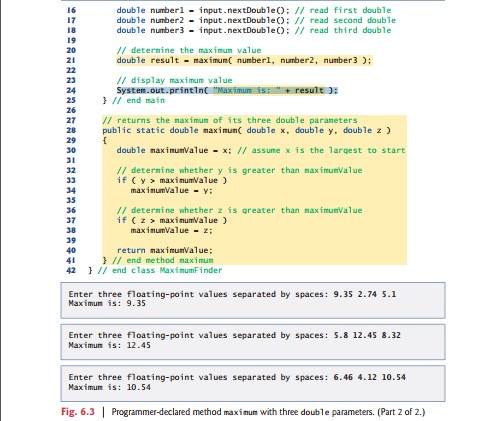 16 double number1 = input.nextDouble(); // read first double
17 double number2 = input.nextDouble(); // read second double
18 double number3 = input.nextDouble(); // read third double
19
20 // determine the maximum value
21 double result = maximum( number1, number2, number3 );
22
23 // display maximum value
24 System.out.println( "Maximum is: " + result );
25 } // end main
26
27 // returns the maximum of its three double parameters
28 public static double maximum( double x, double y, double z )
29 {
30 double maximumValue = x; // assume x is the largest to start
31
32 // determine whether y is greater than maximumValue
33 if ( y > maximumValue )
34 maximumValue = y;
35
36 // determine whether z is greater than maximumValue
37 if ( z > maximumValue )
38 maximumValue = z;
39
40 return maximumValue;
41 } // end method maximum
42 } // end class MaximumFinder
Enter three floating-point values separated by spaces: 9.35 2.74 5.1
Maximum is: 9.35
Enter three floating-point values separated by spaces: 5.8 12.45 8.32
Maximum is: 12.45
Enter three floating-point values separated by spaces: 6.46 4.12 10.54
Maximum is: 10.54
Fig. 6.3 | Programmer-declared method maximum with three double parameters. (Part 2 of 2.)